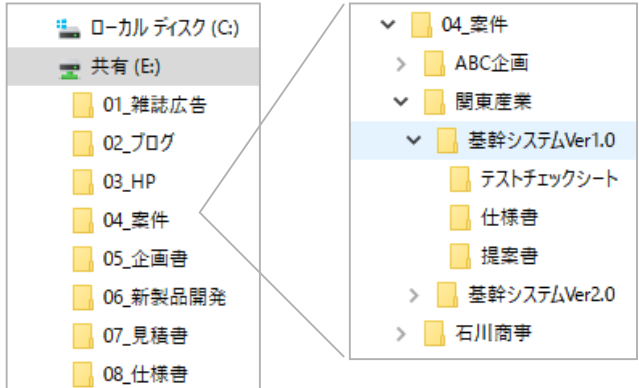 ローカル ディスク (C:)
共有 (E:)
01_雑誌広告
02_ブログ
03_HP
04_案件
05_企画書
06_新製品開発
07_見積書
08_仕様書
04_案件
ABC企画
関東産業
基幹システムVer1.0
テストチェックシート
仕様書
提案書
基幹システムVer2.0
石川商事